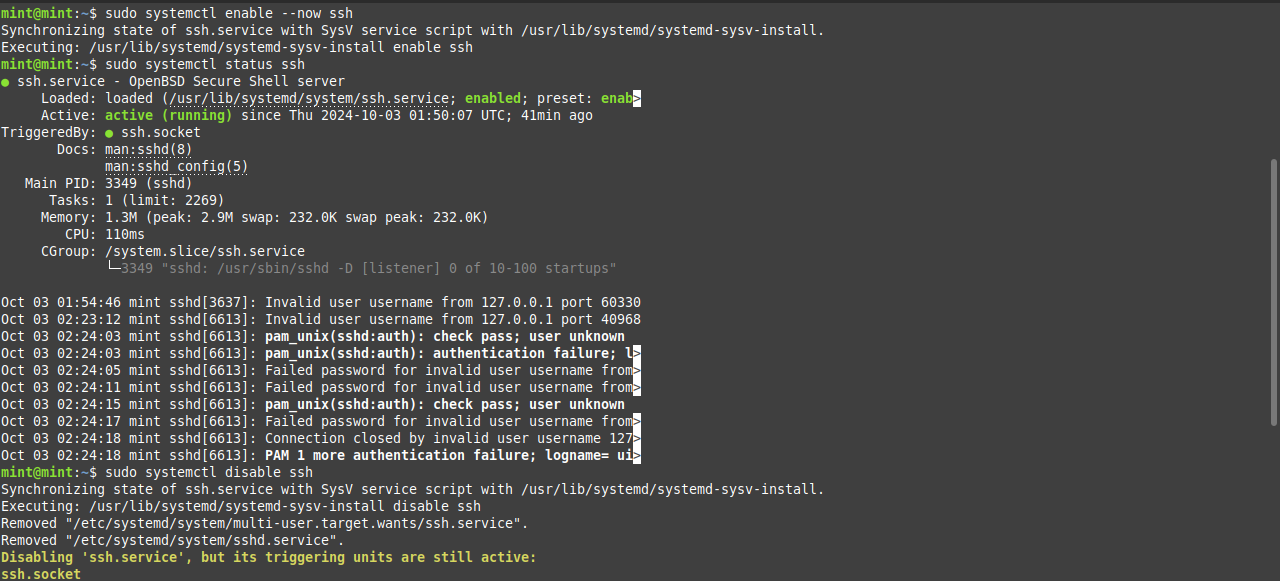 mint@mint:~$ sudo systemctl enable --now ssh
Synchronizing state of ssh.service with SysV service script with /usr/lib/systemd/systemd-sysv-install.
Executing: /usr/lib/systemd/systemd-sysv-install enable ssh
mint@mint:~$ sudo systemctl status ssh
● ssh.service - OpenBSD Secure Shell server
     Loaded: loaded (/usr/lib/systemd/system/ssh.service; enabled; preset: enab>
     Active: active (running) since Thu 2024-10-03 01:50:07 UTC; 41min ago
TriggeredBy: ● ssh.socket
       Docs: man:sshd(8)
             man:sshd_config(5)
   Main PID: 3349 (sshd)
      Tasks: 1 (limit: 2269)
     Memory: 1.3M (peak: 2.9M swap: 232.0K swap peak: 232.0K)
        CPU: 110ms
     CGroup: /system.slice/ssh.service
             └─3349 "sshd: /usr/sbin/sshd -D [listener] 0 of 10-100 startups"

Oct 03 01:54:46 mint sshd[3637]: Invalid user username from 127.0.0.1 port 60330
Oct 03 02:23:12 mint sshd[6613]: Invalid user username from 127.0.0.1 port 40968
Oct 03 02:24:03 mint sshd[6613]: pam_unix(sshd:auth): check pass; user unknown
Oct 03 02:24:03 mint sshd[6613]: pam_unix(sshd:auth): authentication failure; l>
Oct 03 02:24:05 mint sshd[6613]: Failed password for invalid user username from>
Oct 03 02:24:11 mint sshd[6613]: Failed password for invalid user username from>
Oct 03 02:24:15 mint sshd[6613]: pam_unix(sshd:auth): check pass; user unknown
Oct 03 02:24:17 mint sshd[6613]: Failed password for invalid user username from>
Oct 03 02:24:18 mint sshd[6613]: Connection closed by invalid user username 127>
Oct 03 02:24:18 mint sshd[6613]: PAM 1 more authentication failure; logname= ui>
mint@mint:~$ sudo systemctl disable ssh
Synchronizing state of ssh.service with SysV service script with /usr/lib/systemd/systemd-sysv-install.
Executing: /usr/lib/systemd/systemd-sysv-install disable ssh
Removed "/etc/systemd/system/multi-user.target.wants/ssh.service".
Removed "/etc/systemd/system/sshd.service".
Disabling 'ssh.service', but its triggering units are still active:
ssh.socket